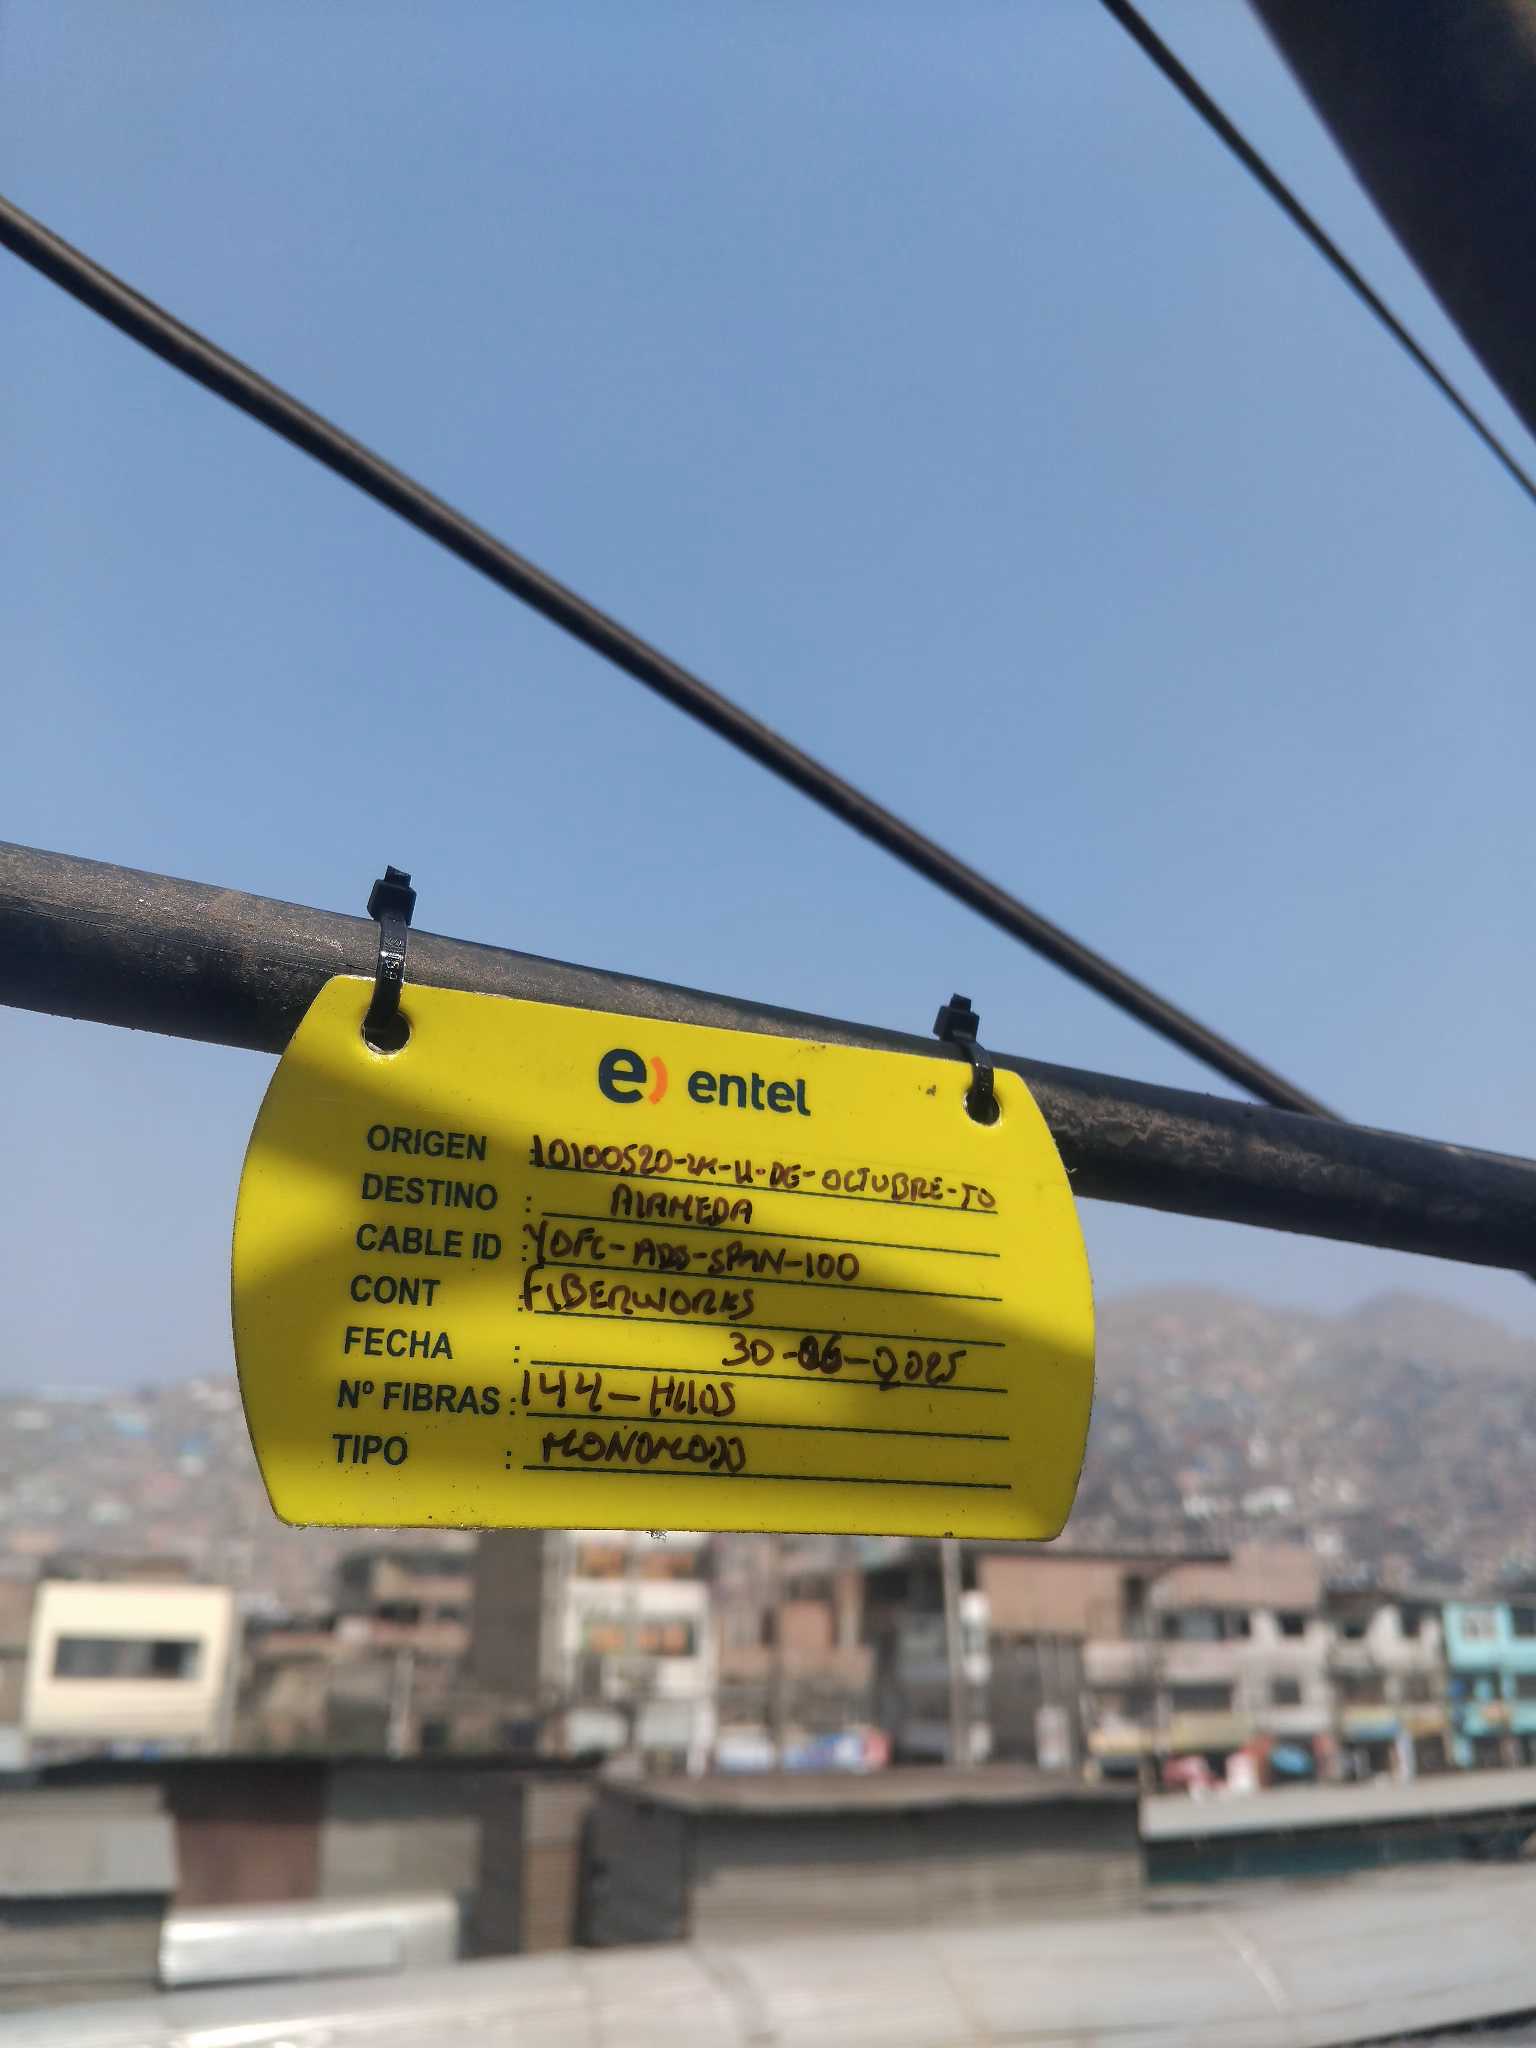 e) entel
ORIGEN : 10100520-LK-U-DE-OCTUBRE-TO
DESTINO : ALAMEDA
CABLE ID : YOFC-ADS-SPAN-100
CONT : FIBERWORKS
FECHA : 30-06-2025
Nº FIBRAS : 144-HILOS
TIPO : MONOMODO